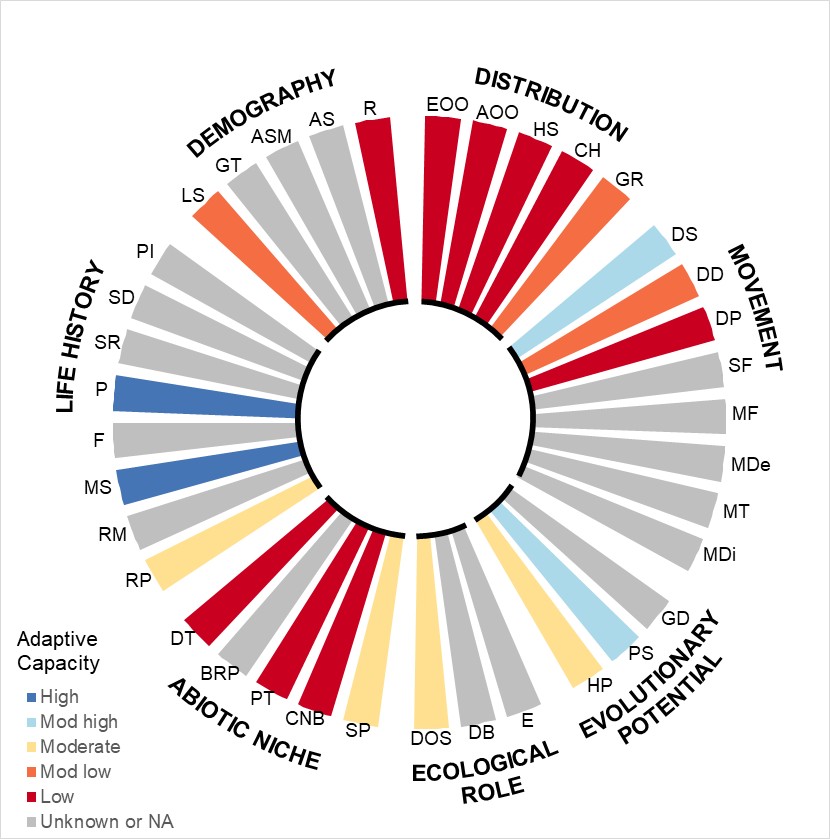 DISTRIBUTION
EOO
AOO
HS
CH
GR
MOVEMENT
DS
DD
DP
SF
MF
MDe
MT
MDi
EVOLUTIONARY
POTENTIAL
GD
PS
HP
ECOLOGICAL
ROLE
E
DB
DOS
ABIOTIC NICHE
SP
CNB
PT
BRP
DT
LIFE HISTORY
RP
RM
MS
F
P
SR
SD
PI
DEMOGRAPHY
LS
GT
ASM
AS
R
Adaptive
Capacity
High
Mod high
Moderate
Mod low
Low
Unknown or NA